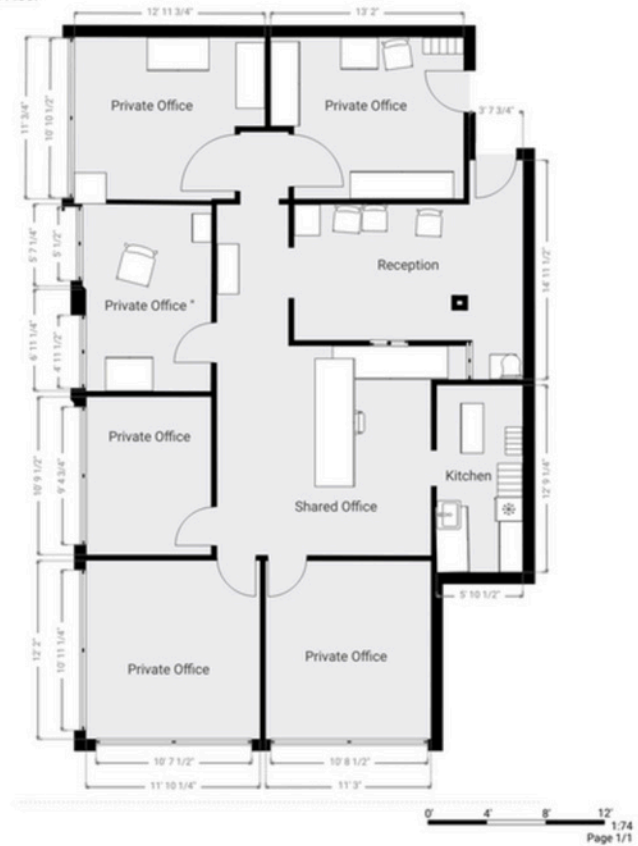 12' 11 3/4"
13' 2"
11' 3/4"
10' 10 1/2"
Private Office
Private Office
3' 7 3/4"
5' 7 1/4"
5' 1/2"
14' 11 1/2"
Reception
Private Office *
6' 11 1/4"
4' 11 1/2"
Private Office
10' 9 1/2"
9' 4 3/4"
Kitchen
12' 9 1/4"
Shared Office
5' 10 1/2"
12' 2"
10' 11 1/4"
Private Office
Private Office
10' 7 1/2"
10' 8 1/2"
11' 10 1/4"
11' 3"
0' 4' 8' 12'
1:74
Page 1/1